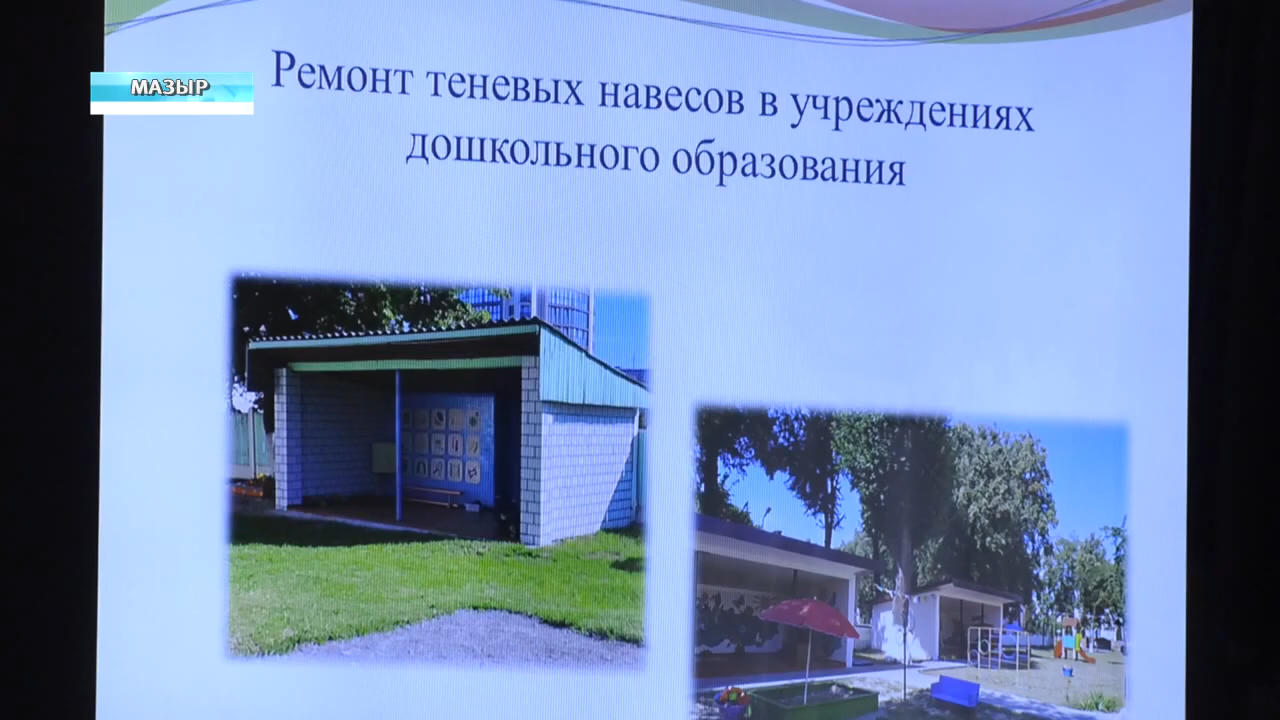 МАЗЫР
Ремонт теневых навесов в учреждениях
дошкольного образования